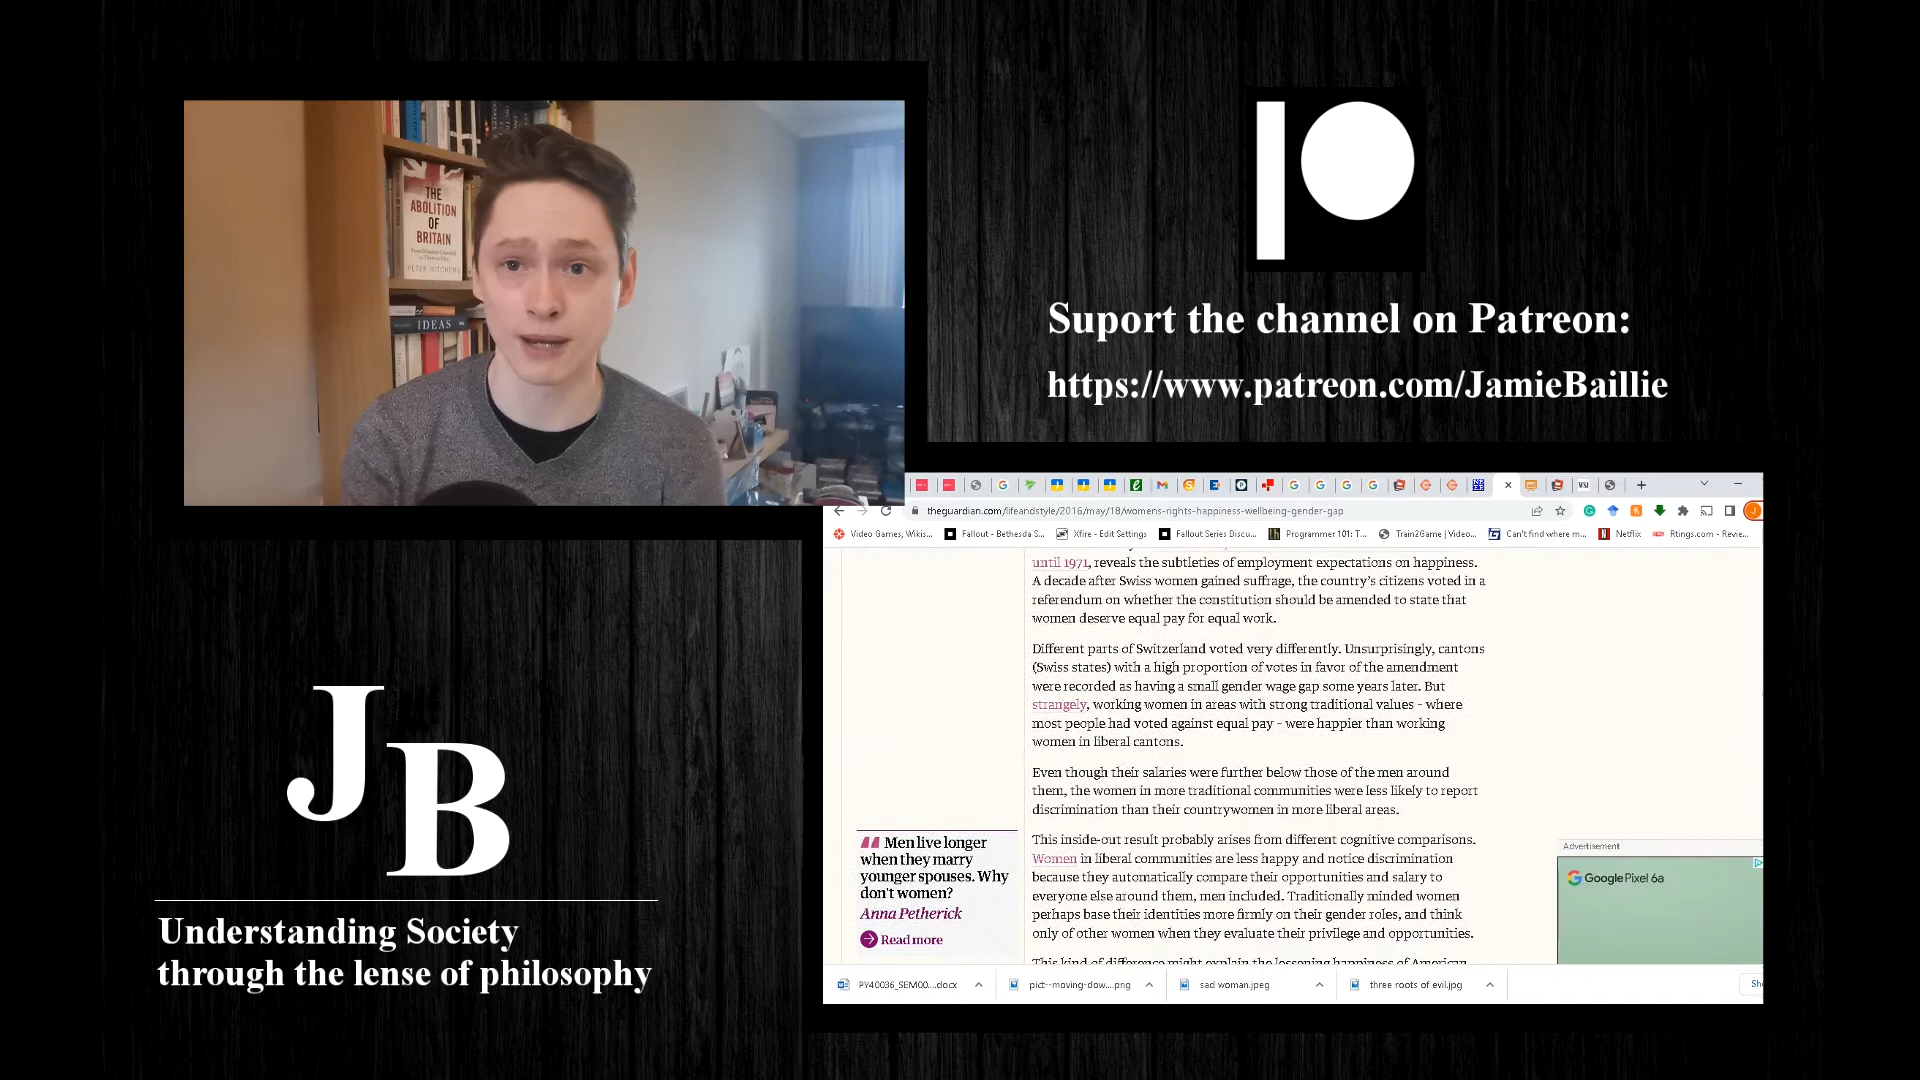 THE
ABOLITION
OF
BRITAIN
PETER HITCHENS
IDEAS
Suport the channel on Patreon:
https://www.patreon.com/JamieBaillie
theguardian.com/lifeandstyle/2016/may/18/womens-rights-happiness-wellbeing-gender-gap
Video Games, Wikis... Fallout - Bethesda S... Xfire - Edit Settings Fallout Series Discu... Programmer 101: T... Train2Game | Video... Can't find where m... Netflix Rtings.com - Revie...
until 1971, reveals the subtleties of employment expectations on happiness.
A decade after Swiss women gained suffrage, the country's citizens voted in a
referendum on whether the constitution should be amended to state that
women deserve equal pay for equal work.
Different parts of Switzerland voted very differently. Unsurprisingly, cantons
(Swiss states) with a high proportion of votes in favor of the amendment
were recorded as having a small gender wage gap some years later. But
strangely, working women in areas with strong traditional values – where
most people had voted against equal pay – were happier than working
women in liberal cantons.
Even though their salaries were further below those of the men around
them, the women in more traditional communities were less likely to report
discrimination than their countrywomen in more liberal areas.
This inside-out result probably arises from different cognitive comparisons.
Women in liberal communities are less happy and notice discrimination
because they automatically compare their opportunities and salary to
everyone else around them, men included. Traditionally minded women
perhaps base their identities more firmly on their gender roles, and think
only of other women when they evaluate their privilege and opportunities.
This kind of difference might explain the lessening happiness of American
Men live longer
when they marry
younger spouses. Why
don't women?
Anna Petherick
Read more
Advertisement
Google Pixel 6a
PY40036_SEM00....docx pict--moving-dow....png sad woman.jpeg three roots of evil.jpg Sh
JB
Understanding Society
through the lense of philosophy